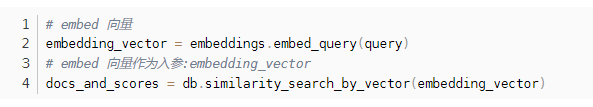 1 # embed 向量
2 embedding_vector = embeddings.embed_query(query)
3 # embed 向量作为入参:embedding_vector
4 docs_and_scores = db.similarity_search_by_vector(embedding_vector)